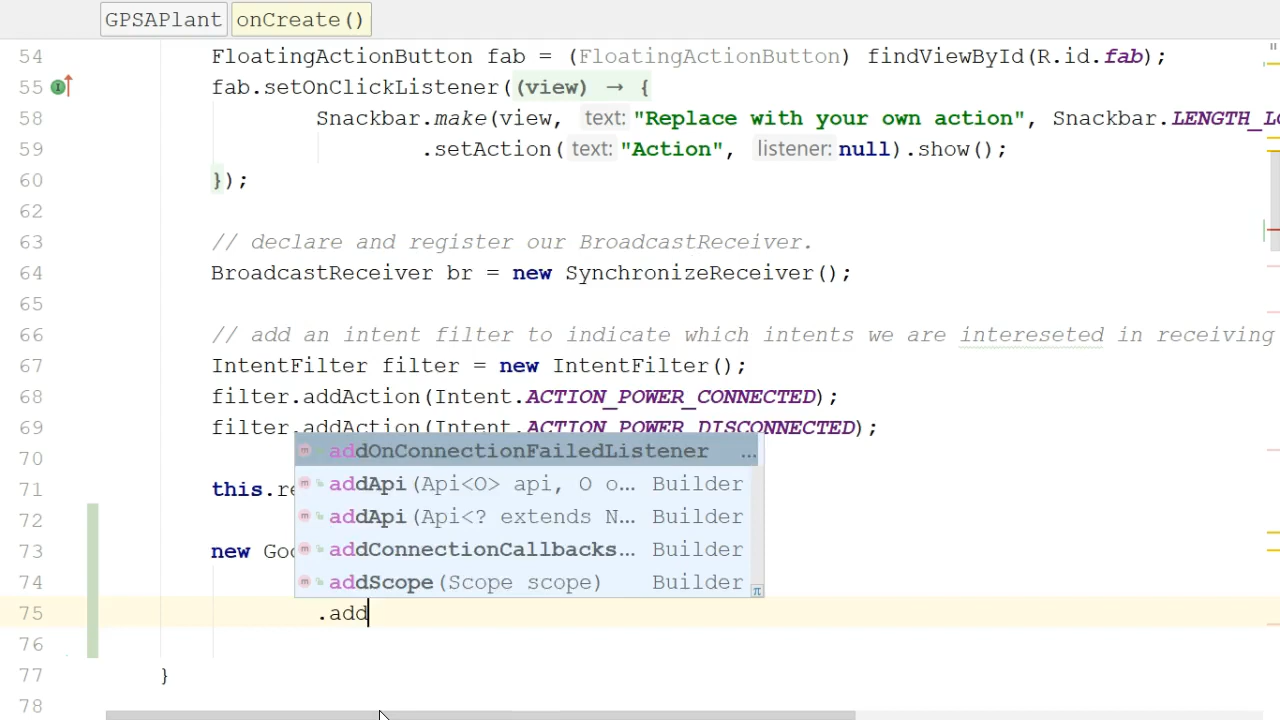 GPSAPlant onCreate()
54 FloatingActionButton fab = (FloatingActionButton) findViewById(R.id.fab);
55 fab.setOnClickListener((view) → {
58 Snackbar.make(view, text: "Replace with your own action", Snackbar.LENGTH_LO
59 .setAction( text: "Action", listener: null).show();
60 });
62
63 // declare and register our BroadcastReceiver.
64 BroadcastReceiver br = new SynchronizeReceiver();
65
66 // add an intent filter to indicate which intents we are intereseted in receiving
67 IntentFilter filter = new IntentFilter();
68 filter.addAction(Intent.ACTION_POWER_CONNECTED);
69 filter.addAction(Intent.ACTION_POWER_DISCONNECTED);
70 addOnConnectionFailedListener ...
addApi(Api<O> api, O o... Builder
71 this.re
addApi(Api<? extends N... Builder
72
73 new Goo
addConnectionCallbacks... Builder
74 addScope(Scope scope) Builder
75 .add
76
77 }
78